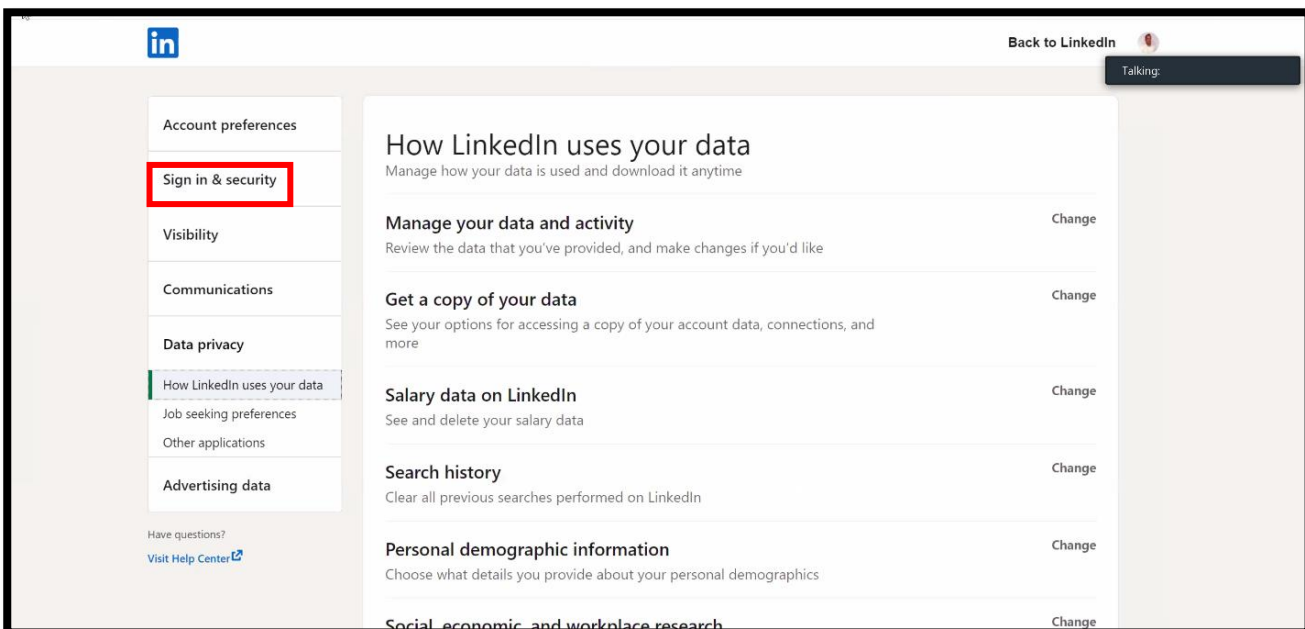 in
Back to LinkedIn
Talking:
Account preferences
Sign in & security
Visibility
Communications
Data privacy
How LinkedIn uses your data
Job seeking preferences
Other applications
Advertising data
Have questions?
Visit Help Center
How LinkedIn uses your data
Manage how your data is used and download it anytime
Manage your data and activity
Change
Review the data that you've provided, and make changes if you'd like
Get a copy of your data
Change
See your options for accessing a copy of your account data, connections, and
more
Salary data on LinkedIn
Change
See and delete your salary data
Search history
Change
Clear all previous searches performed on LinkedIn
Personal demographic information
Change
Choose what details you provide about your personal demographics
Social, economic, and workplace research
Change